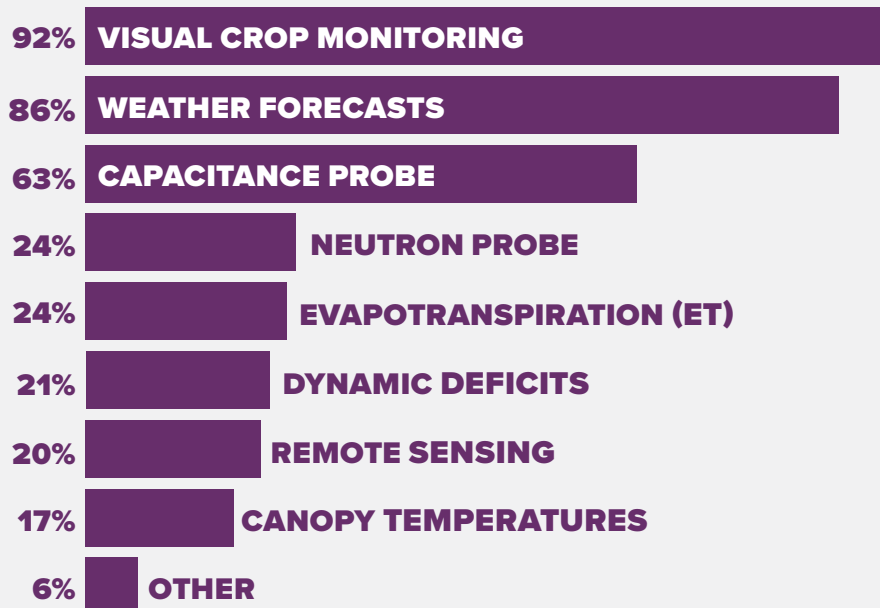 92% VISUAL CROP MONITORING
86% WEATHER FORECASTS
63% CAPACITANCE PROBE
24% NEUTRON PROBE
24% EVAPOTRANSPIRATION (ET)
21% DYNAMIC DEFICITS
20% REMOTE SENSING
17% CANOPY TEMPERATURES
6% OTHER